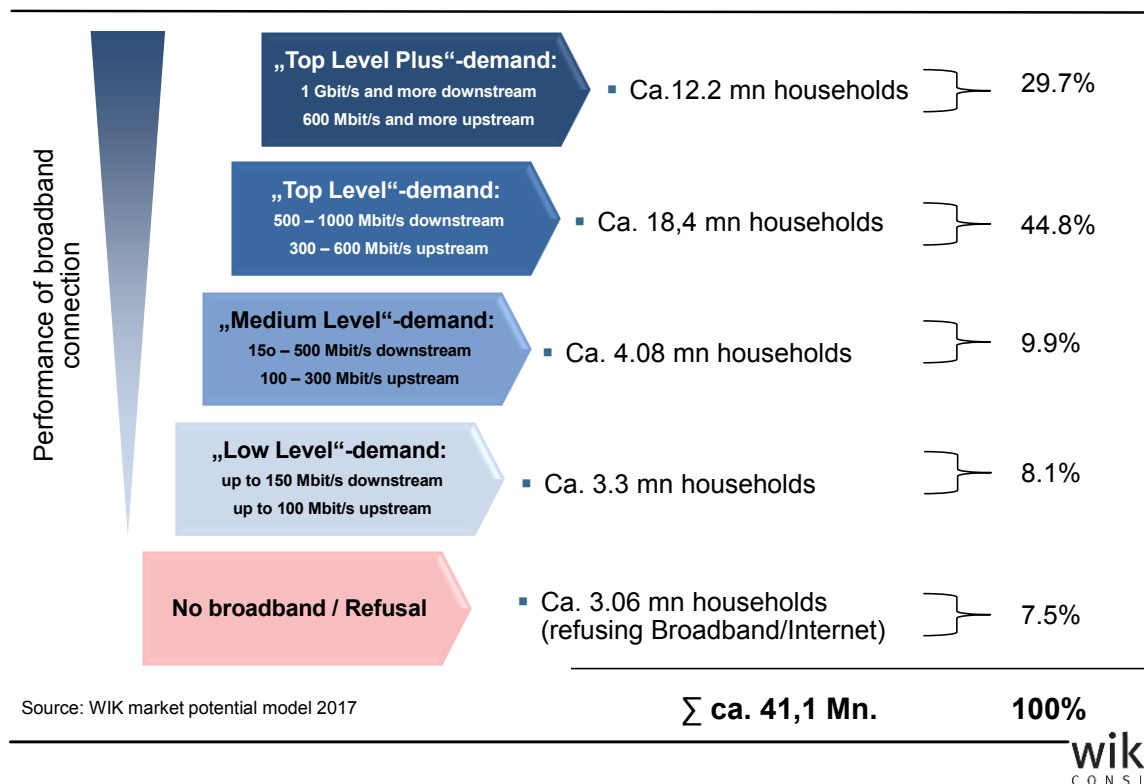 Performance of broadband
connection
„Top Level Plus“-demand:
1 Gbit/s and more downstream
600 Mbit/s and more upstream
▪ Ca.12.2 mn households
29.7%
„Top Level“-demand:
500 – 1000 Mbit/s downstream
300 – 600 Mbit/s upstream
▪ Ca. 18,4 mn households
44.8%
„Medium Level“-demand:
15o – 500 Mbit/s downstream
100 – 300 Mbit/s upstream
▪ Ca. 4.08 mn households
9.9%
„Low Level“-demand:
up to 150 Mbit/s downstream
up to 100 Mbit/s upstream
▪ Ca. 3.3 mn households
8.1%
No broadband / Refusal
▪ Ca. 3.06 mn households
(refusing Broadband/Internet)
7.5%
Source: WIK market potential model 2017
∑ ca. 41,1 Mn.
100%
wik
CONSU